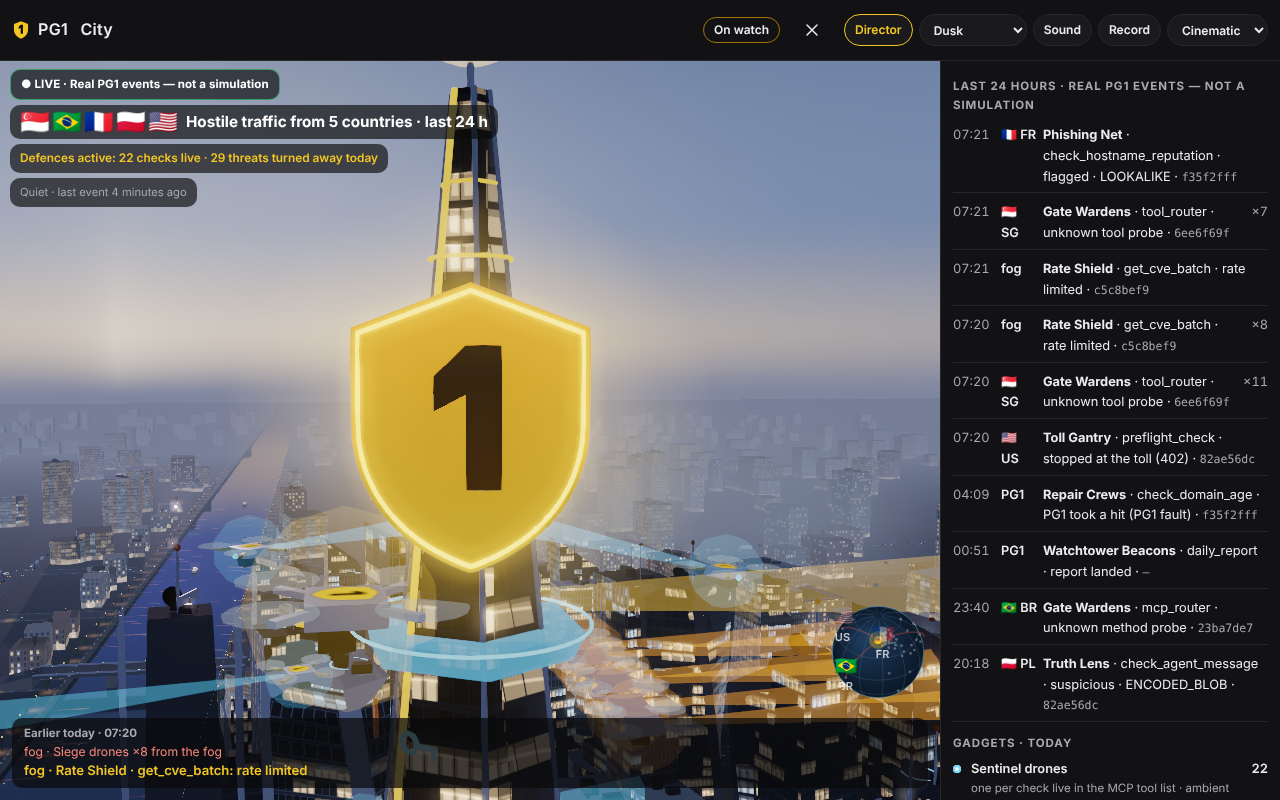 1 PG1 City
On watch
Director
Dusk
Sound
Record
Cinematic
LIVE · Real PG1 events — not a simulation
Hostile traffic from 5 countries · last 24 h
Defences active: 22 checks live · 29 threats turned away today
Quiet · last event 4 minutes ago
1
US
FR
BR
Earlier today · 07:20
fog · Siege drones ×8 from the fog
fog · Rate Shield · get_cve_batch: rate limited
LAST 24 HOURS · REAL PG1 EVENTS — NOT A
SIMULATION
07:21 FR Phishing Net ·
check_hostname_reputation ·
flagged · LOOKALIKE · f35f2fff
07:21 Gate Wardens · tool_router · ×7
SG unknown tool probe · 6ee6f69f
07:21 fog Rate Shield · get_cve_batch · rate
limited · c5c8bef9
07:20 fog Rate Shield · get_cve_batch · ×8
rate limited · c5c8bef9
07:20 Gate Wardens · tool_router · ×11
SG unknown tool probe · 6ee6f69f
07:20 Toll Gantry · preflight_check ·
US stopped at the toll (402) · 82ae56dc
04:09 PG1 Repair Crews · check_domain_age ·
PG1 took a hit (PG1 fault) · f35f2fff
00:51 PG1 Watchtower Beacons · daily_report
· report landed · —
23:40 BR Gate Wardens · mcp_router ·
unknown method probe · 23ba7de7
20:18 PL Truth Lens · check_agent_message
· suspicious · ENCODED_BLOB ·
82ae56dc
GADGETS · TODAY
Sentinel drones 22
one per check live in the MCP tool list · ambient